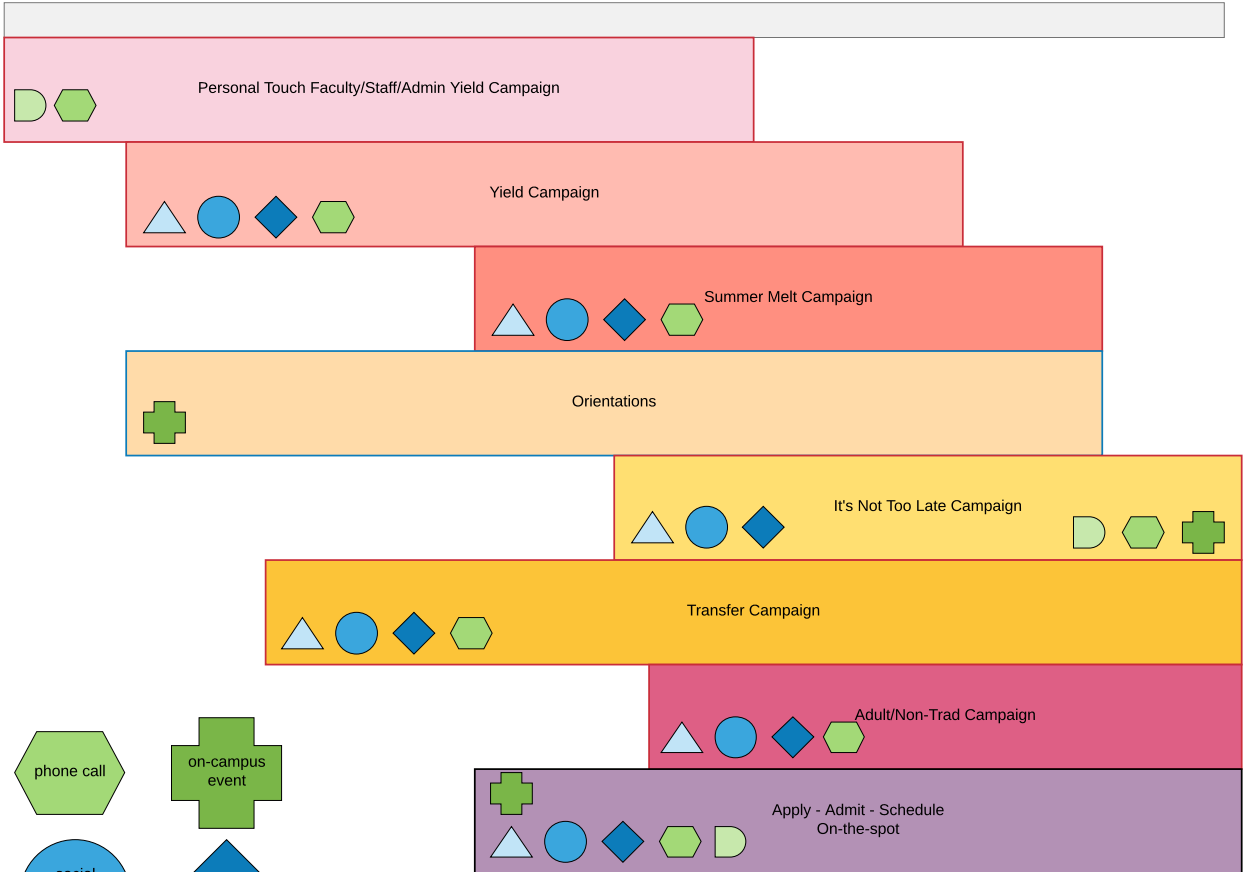 Personal Touch Faculty/Staff/Admin Yield Campaign
Yield Campaign
Summer Melt Campaign
Orientations
It's Not Too Late Campaign
Transfer Campaign
Adult/Non-Trad Campaign
phone call
on-campus
event
Apply - Admit - Schedule
On-the-spot
social